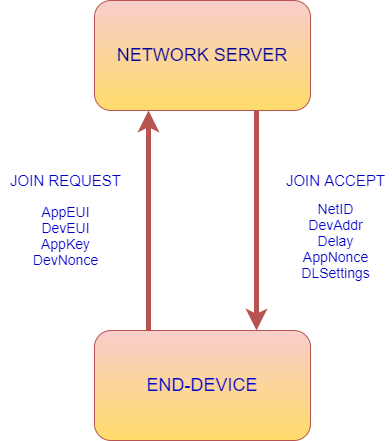 NETWORK SERVER
JOIN REQUEST
AppEUI
DevEUI
AppKey
DevNonce
JOIN ACCEPT
NetID
DevAddr
Delay
AppNonce
DLSettings
END-DEVICE